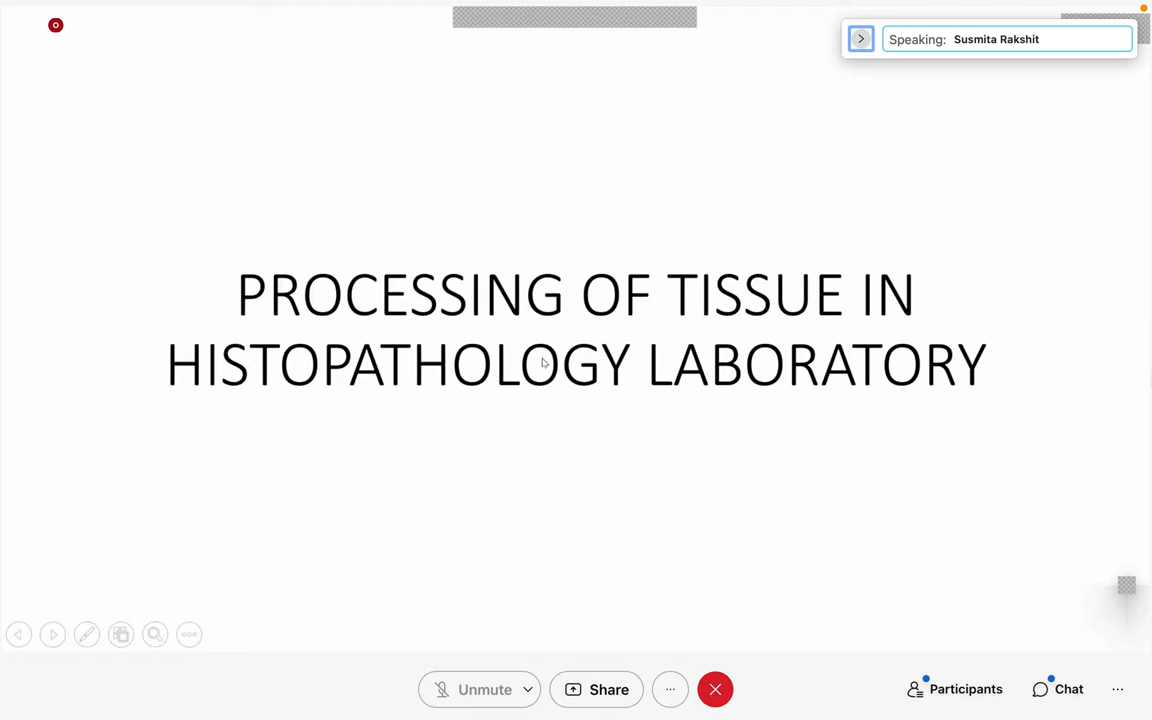 Speaking: Susmita Rakshit
PROCESSING OF TISSUE IN
HISTOPATHOLOGY LABORATORY
Unmute
Share
Participants
Chat